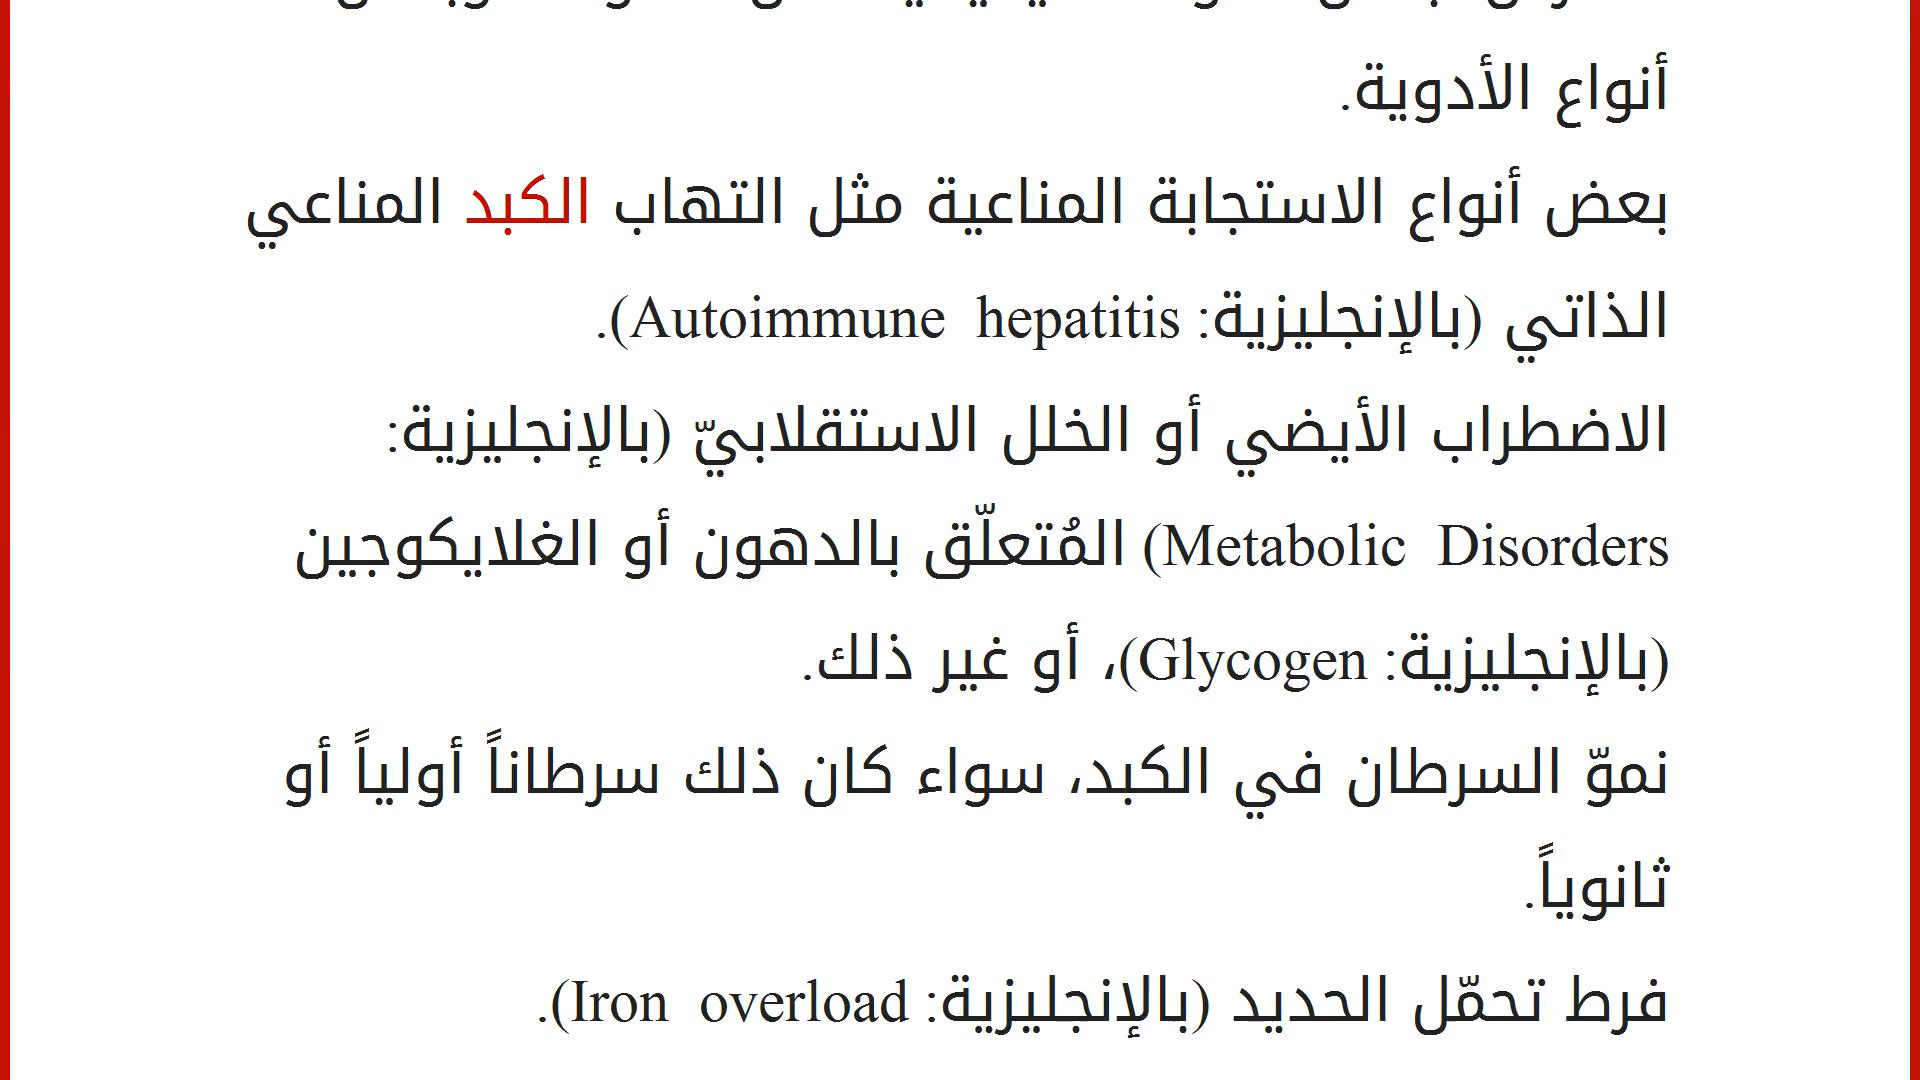 أنواع الأدوية.
بعض أنواع الاستجابة المناعية مثل التهاب الكبد المناعي
الذاتي (بالإنجليزية: Autoimmune hepatitis).
الاضطراب الأيضي أو الخلل الاستقلابيّ (بالإنجليزية:
Metabolic Disorders) المُتعلّق بالدهون أو الغلايكوجين
(بالإنجليزية: Glycogen)، أو غير ذلك.
نموّ السرطان في الكبد، سواء كان ذلك سرطاناً أولياً أو
ثانوياً.
فرط تحمّل الحديد (بالإنجليزية: Iron overload).